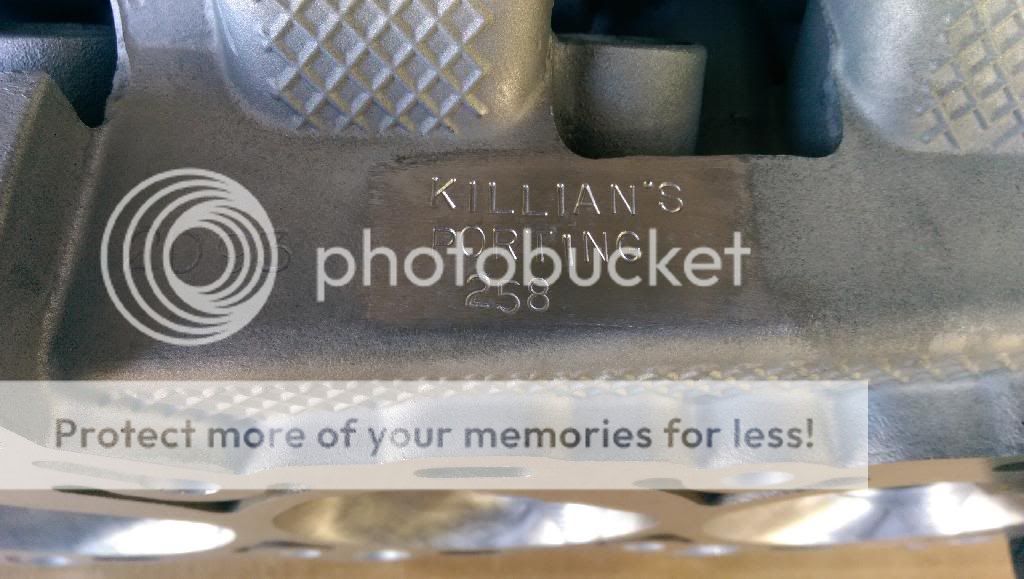 KILLIAN'S
PORTING
258
photobucket
Protect more of your memories for less!